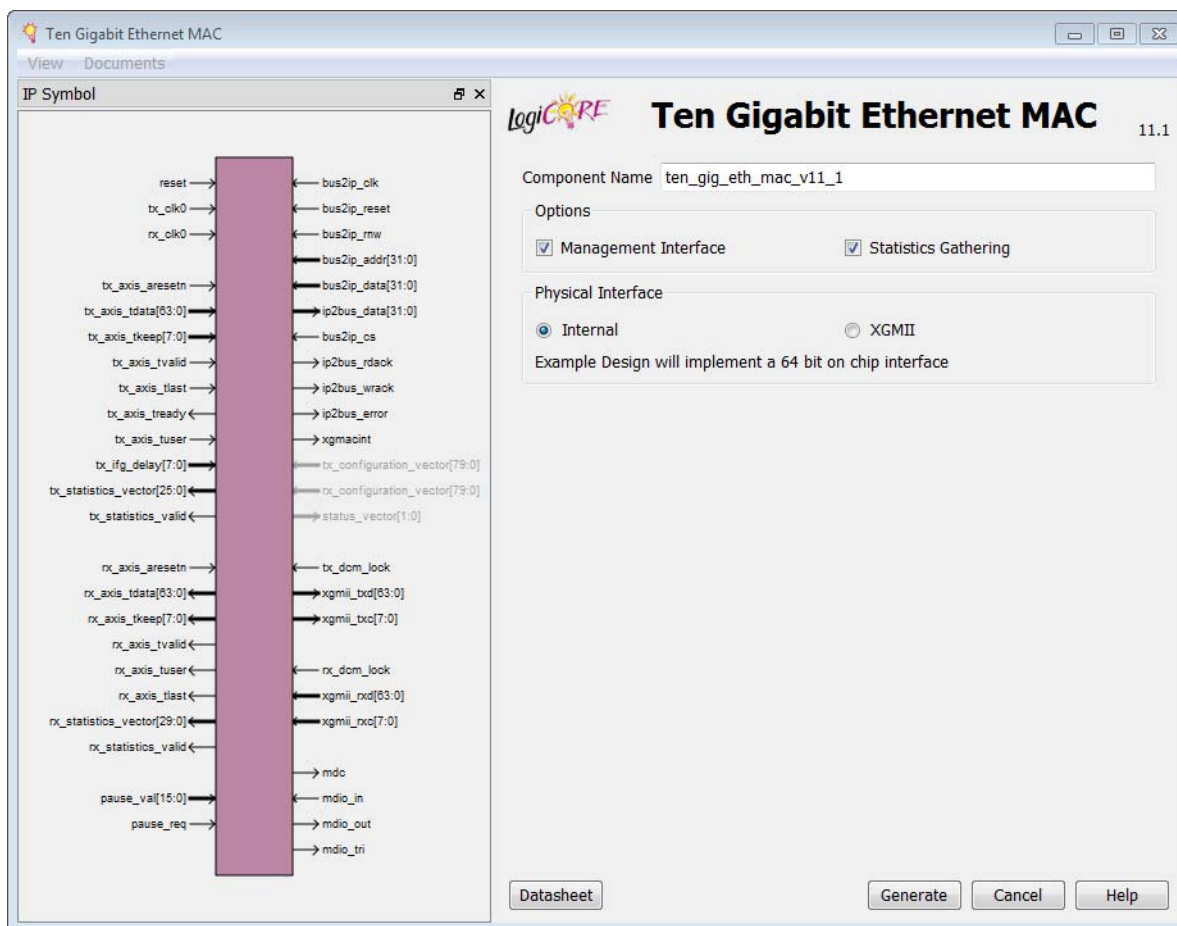 Ten Gigabit Ethernet MAC
View Documents
IP Symbol
reset
tx_clk0
rx_clk0
tx_axis_aresetn
tx_axis_tdata[63:0]
tx_axis_tkeep[7:0]
tx_axis_tvalid
tx_axis_tlast
tx_axis_tready
tx_axis_tuser
tx_ifg_delay[7:0]
tx_statistics_vector[25:0]
tx_statistics_valid
rx_axis_aresetn
rx_axis_tdata[63:0]
rx_axis_tkeep[7:0]
rx_axis_tvalid
rx_axis_tuser
rx_axis_tlast
rx_statistics_vector[29:0]
rx_statistics_valid
pause_val[15:0]
pause_req
bus2ip_clk
bus2ip_reset
bus2ip_rnw
bus2ip_addr[31:0]
bus2ip_data[31:0]
ip2bus_data[31:0]
bus2ip_cs
ip2bus_rdack
ip2bus_wrack
ip2bus_error
xgmacint
tx_configuration_vector[79:0]
rx_configuration_vector[79:0]
status_vector[1:0]
tx_dcm_lock
xgmii_txd[63:0]
xgmii_txc[7:0]
rx_dcm_lock
xgmii_rxd[63:0]
xgmii_rxc[7:0]
mdc
mdio_in
mdio_out
mdio_tri
LogiCORE
Ten Gigabit Ethernet MAC
11.1
Component Name ten_gig_eth_mac_v11_1
Options
Management Interface Statistics Gathering
Physical Interface
Internal XGMII
Example Design will implement a 64 bit on chip interface
Datasheet Generate Cancel Help